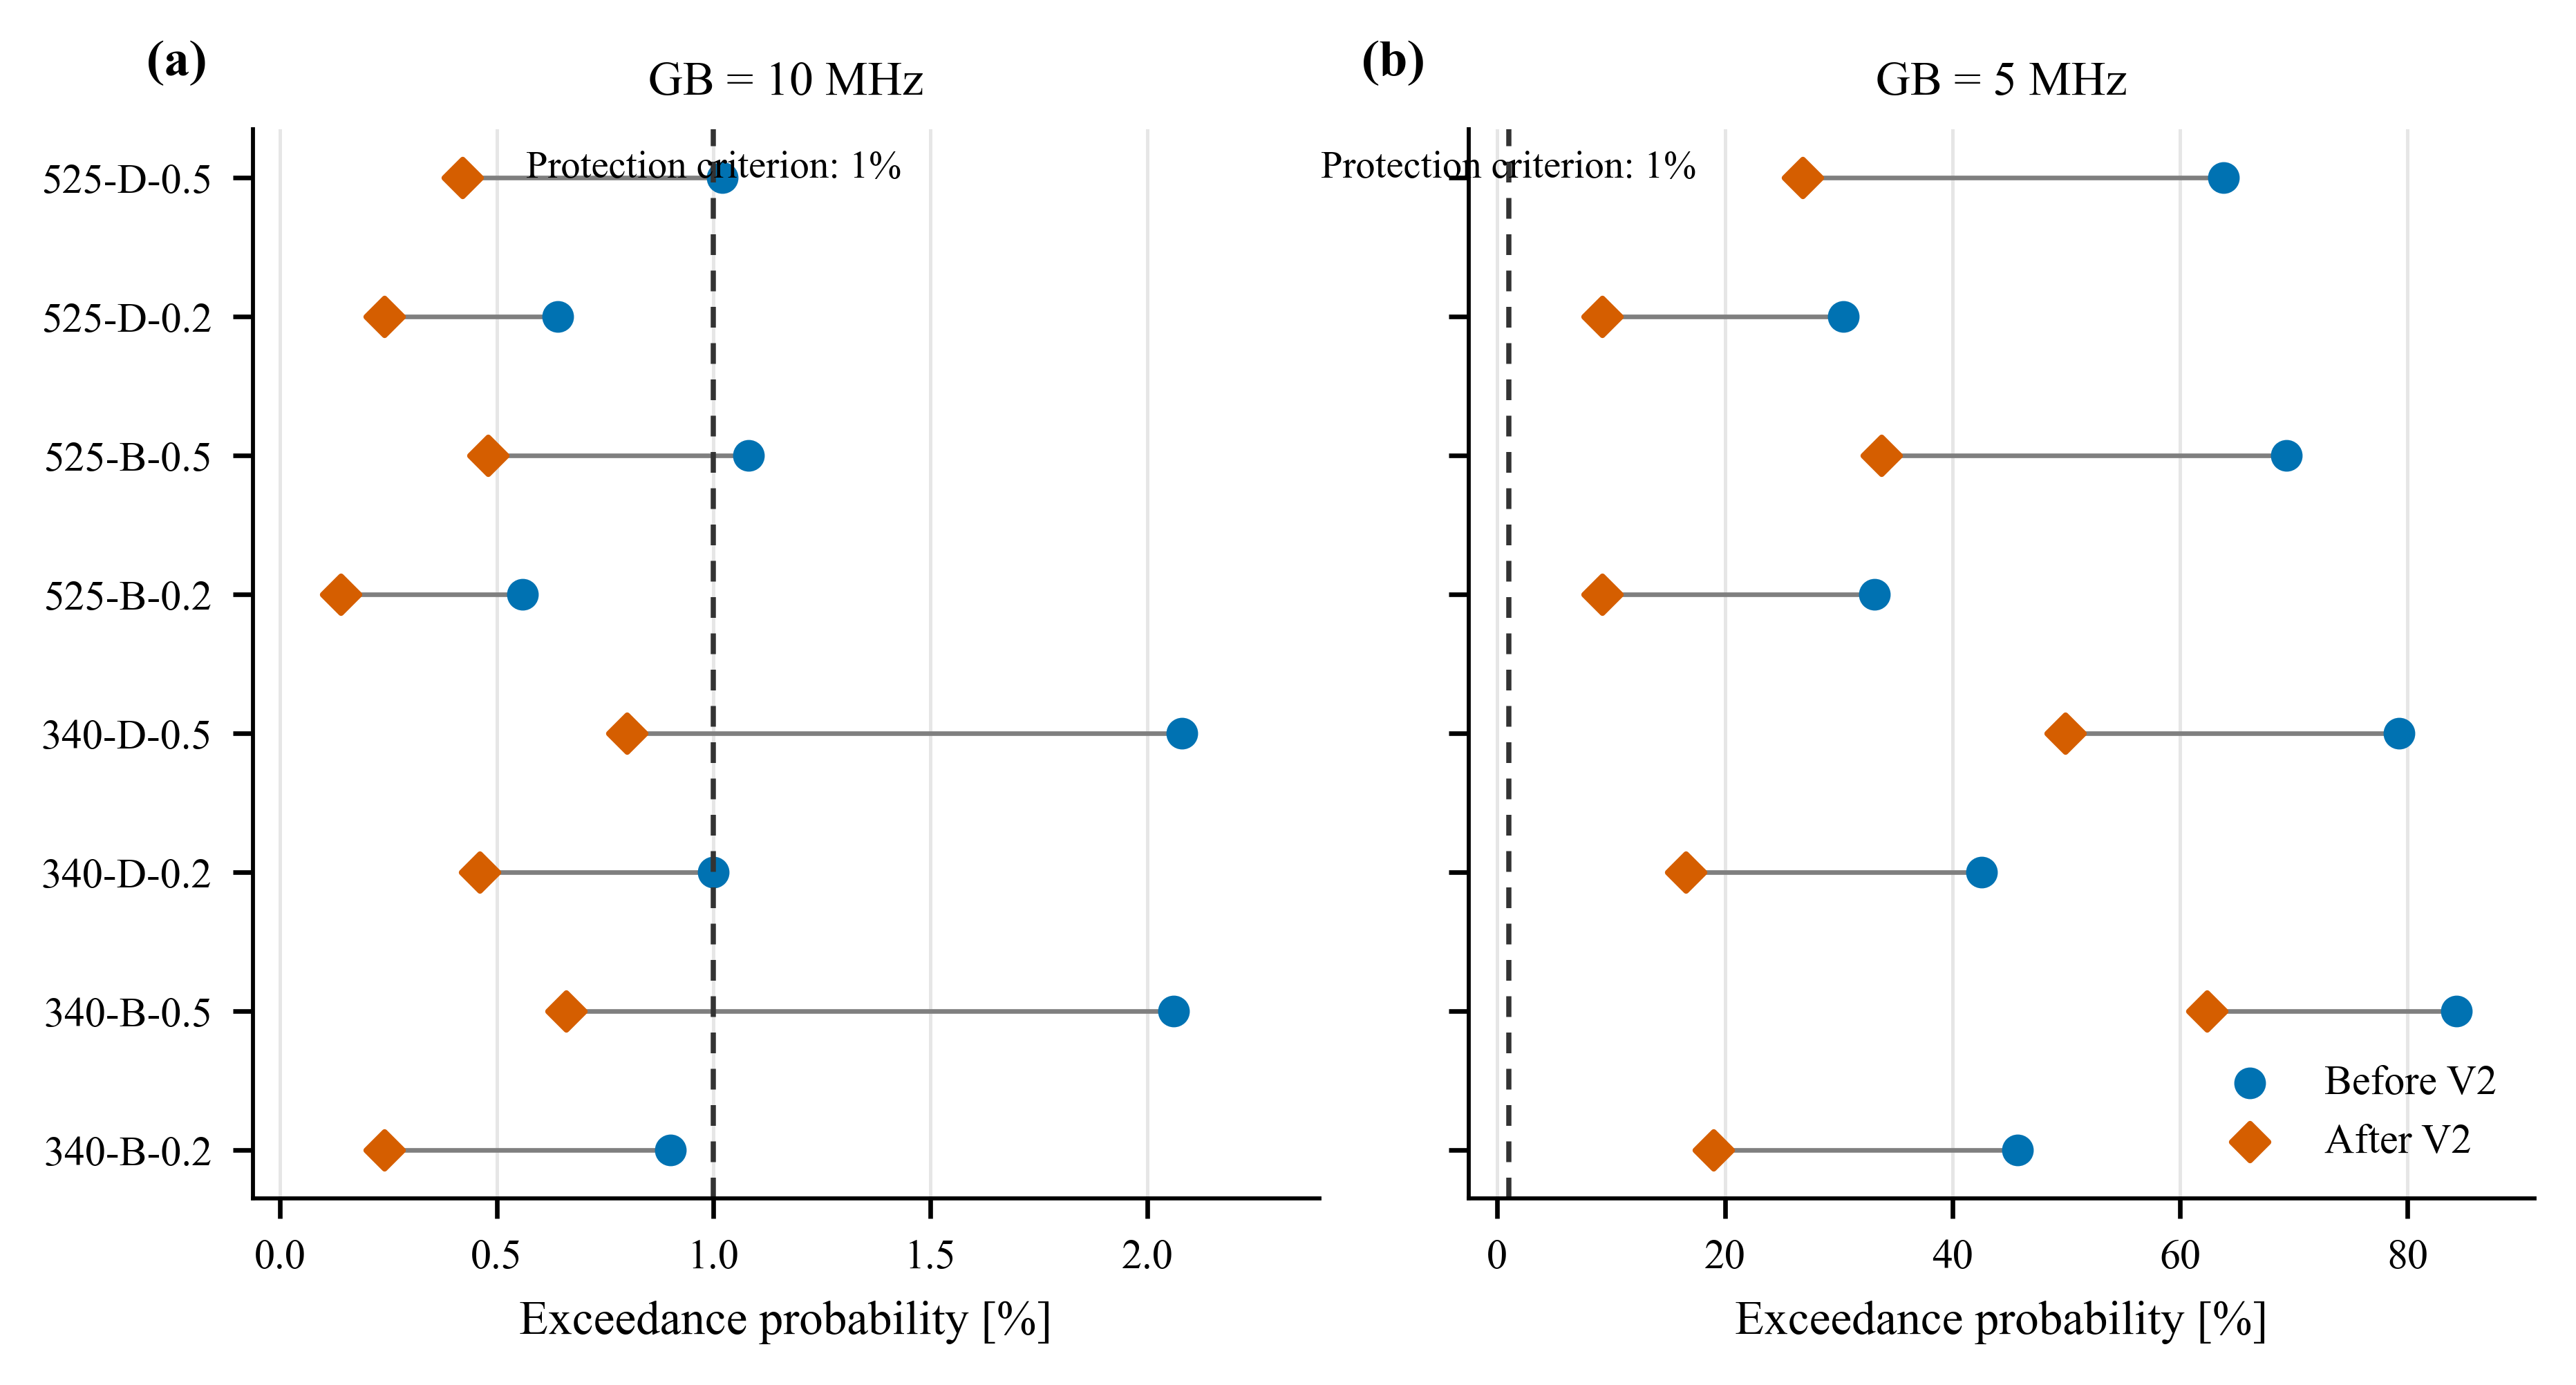 (a)
GB = 10 MHz
Protection criterion: 1%
525-D-0.5
525-D-0.2
525-B-0.5
525-B-0.2
340-D-0.5
340-D-0.2
340-B-0.5
340-B-0.2
0.0 0.5 1.0 1.5 2.0
Exceedance probability [%]
(b)
GB = 5 MHz
Protection criterion: 1%
Before V2
After V2
0 20 40 60 80
Exceedance probability [%]